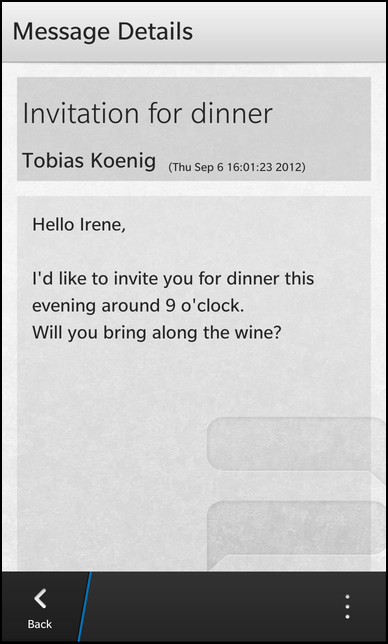 Message Details
Invitation for dinner
Tobias Koenig (Thu Sep 6 16:01:23 2012)
Hello Irene,
I'd like to invite you for dinner this
evening around 9 o'clock.
Will you bring along the wine?
Back